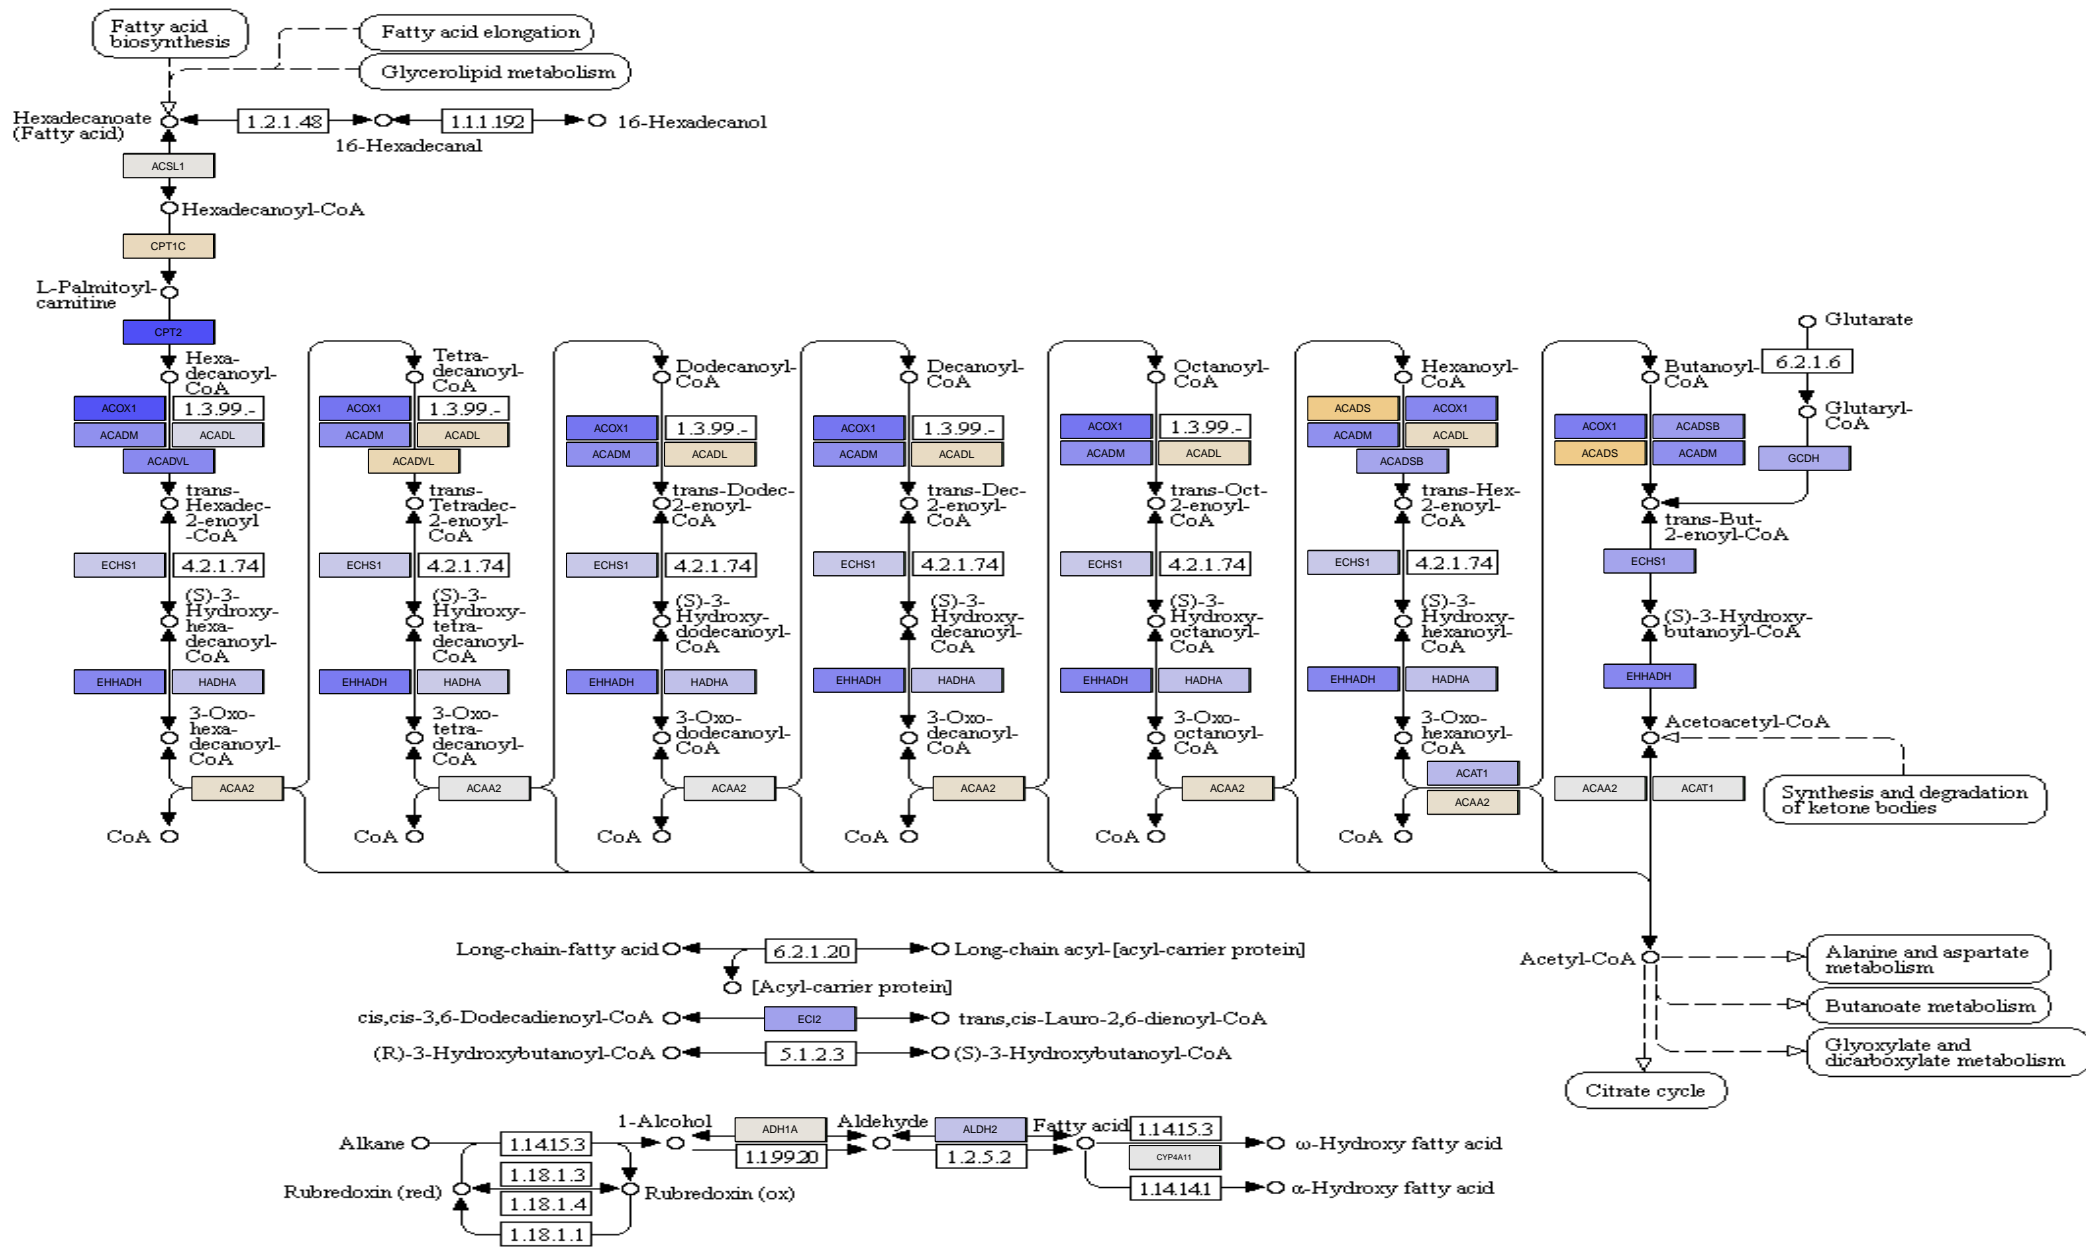 Fatty acid
biosynthesis
Fatty acid elongation
Glycerolipid metabolism
Hexadecanoate
(Fatty acid)
1.2.1.48
1.1.1.192
16-Hexadecanol
16-Hexadecanal
ACSL1
Hexadecanoyl-CoA
CPT1C
L-Palmitoyl-
carnitine
CPT2
Hexa-
decanoyl-
CoA
ACOX1
1.3.99.-
ACADM
ACADL
ACADVL
trans-
Hexadec-
2-enoyl
-CoA
ECHS1
4.2.1.74
(S)-3-
Hydroxy-
hexa-
decanoyl-
CoA
EHHADH
HADHA
3-Oxo-
hexa-
decanoyl-
CoA
ACAA2
CoA
Tetra-
decanoyl-
CoA
ACOX1
1.3.99.-
ACADM
ACADL
ACADVL
trans-
Tetradec-
2-enoyl-
CoA
ECHS1
4.2.1.74
(S)-3-
Hydroxy-
tetra-
decanoyl-
CoA
EHHADH
HADHA
3-Oxo-
tetra-
decanoyl-
CoA
ACAA2
CoA
Dodecanoyl-
CoA
ACOX1
1.3.99.-
ACADM
ACADL
trans-Dodec-
2-enoyl-
CoA
ECHS1
4.2.1.74
(S)-3-
Hydroxy-
dodecanoyl-
CoA
EHHADH
HADHA
3-Oxo-
dodecanoyl-
CoA
ACAA2
CoA
Decanoyl-
CoA
ACOX1
1.3.99.-
ACADM
ACADL
trans-Dec-
2-enoyl-
CoA
ECHS1
4.2.1.74
(S)-3-
Hydroxy-
decanoyl-
CoA
EHHADH
HADHA
3-Oxo-
decanoyl-
CoA
ACAA2
CoA
Octanoyl-
CoA
ACOX1
1.3.99.-
ACADM
ACADL
trans-Oct-
2-enoyl-
CoA
ECHS1
4.2.1.74
(S)-3-
Hydroxy-
octanoyl-
CoA
EHHADH
HADHA
3-Oxo-
octanoyl-
CoA
ACAA2
CoA
Hexanoyl-
CoA
ACADS
ACOX1
ACADM
ACADL
ACADSB
trans-Hex-
2-enoyl-
CoA
ECHS1
4.2.1.74
(S)-3-
Hydroxy-
hexanoyl-
CoA
EHHADH
HADHA
3-Oxo-
hexanoyl-
CoA
ACAT1
ACAA2
CoA
Butanoyl-
CoA
ACOX1
ACADSB
ACADS
ACADM
Glutarate
6.2.1.6
Glutaryl-
CoA
GCDH
trans-But-
2-enoyl-CoA
ECHS1
(S)-3-Hydroxy-
butanoyl-CoA
EHHADH
Acetoacetyl-CoA
ACAA2
ACAT1
Synthesis and degradation
of ketone bodies
Acetyl-CoA
Alanine and aspartate
metabolism
Butanoate metabolism
Glyoxylate and
dicarboxylate metabolism
Citrate cycle
Long-chain-fatty acid
6.2.1.20
Long-chain acyl-[acyl-carrier protein]
[Acyl-carrier protein]
cis,cis-3,6-Dodecadienoyl-CoA
ECI2
trans,cis-Lauro-2,6-dienoyl-CoA
(R)-3-Hydroxybutanoyl-CoA
5.1.2.3
(S)-3-Hydroxybutanoyl-CoA
Alkane
1.14.15.3
1.18.1.3
1.18.1.4
1.18.1.1
Rubredoxin (red)
Rubredoxin (ox)
1-Alcohol
ADH1A
1.1.99.20
Aldehyde
ALDH2
1.2.5.2
Fatty acid
1.14.15.3
CYP4A11
1.14.14.1
ω-Hydroxy fatty acid
α-Hydroxy fatty acid